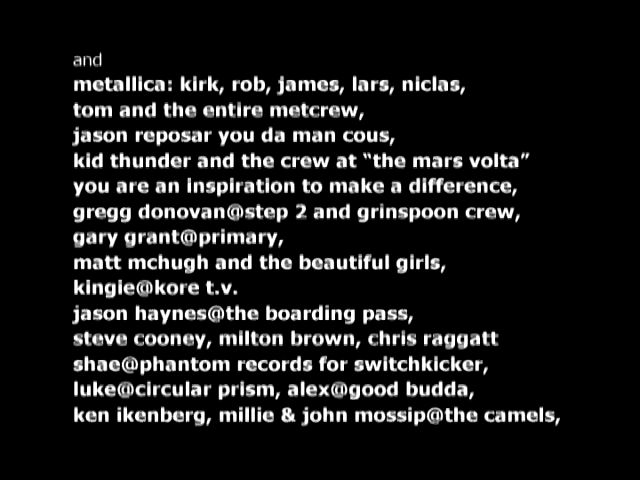 and
metallica: kirk, rob, james, lars, niclas,
tom and the entire metcrew,
jason reposar you da man cous,
kid thunder and the crew at “the mars volta”
you are an inspiration to make a difference,
gregg donovan@step 2 and grinspoon crew,
gary grant@primary,
matt mchugh and the beautiful girls,
kingie@kore t.v.
jason haynes@the boarding pass,
steve cooney, milton brown, chris raggatt
shae@phantom records for switchkicker,
luke@circular prism, alex@good budda,
ken ikenberg, millie & john mossip@the camels,